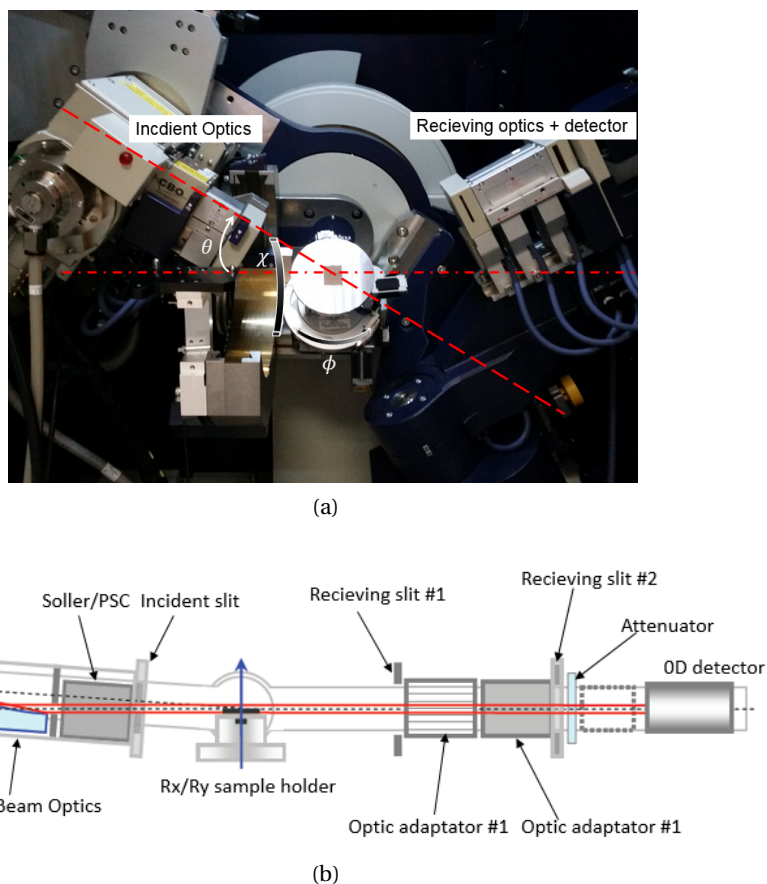 Incdient Optics
Recieving optics + detector
CBO
θ
χ
ϕ
(a)
Recieving slit #2
Soller/PSC Incident slit
Recieving slit #1
Attenuator
0D detector
Rx/Ry sample holder
Beam Optics
Optic adaptator #1 Optic adaptator #1
(b)